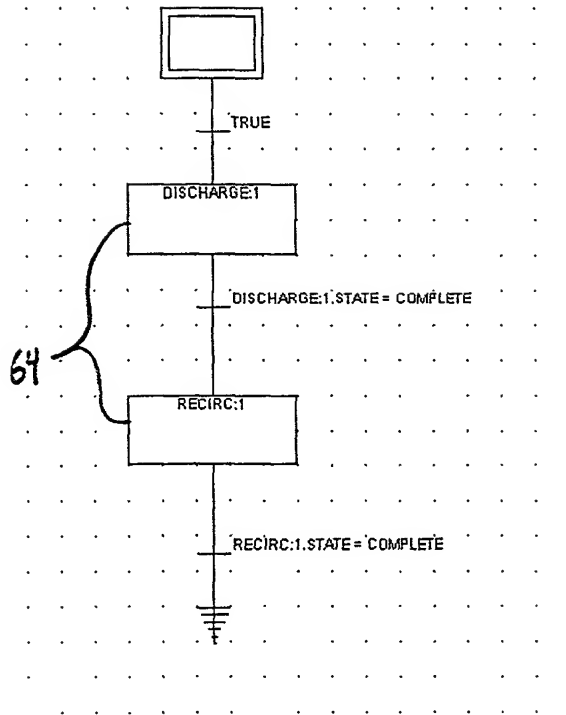 TRUE
DISCHARGE:1
DISCHARGE:1.STATE = COMPLETE
64
RECIRC:1
RECIRC:1.STATE = COMPLETE